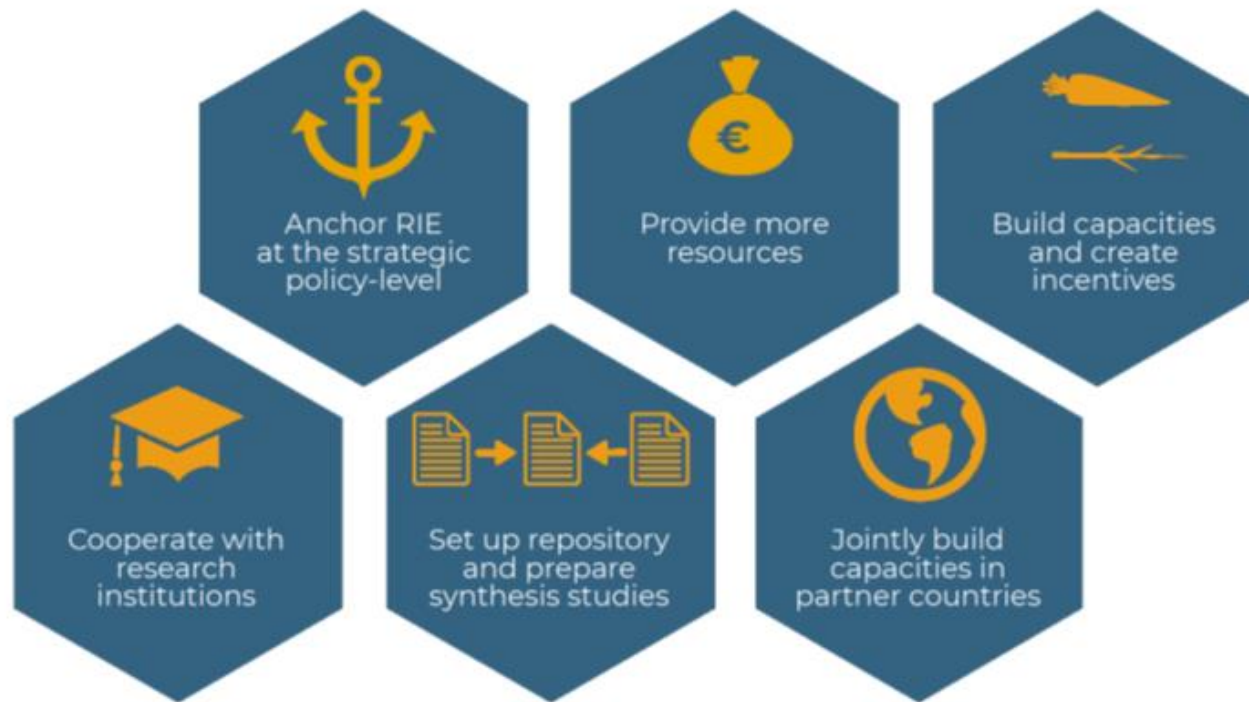 Anchor RIE
at the strategic
policy-level
€
Provide more
resources
Build capacities
and create
incentives
Cooperate with
research
institutions
Set up repository
and prepare
synthesis studies
Jointly build
capacities in
partner countries